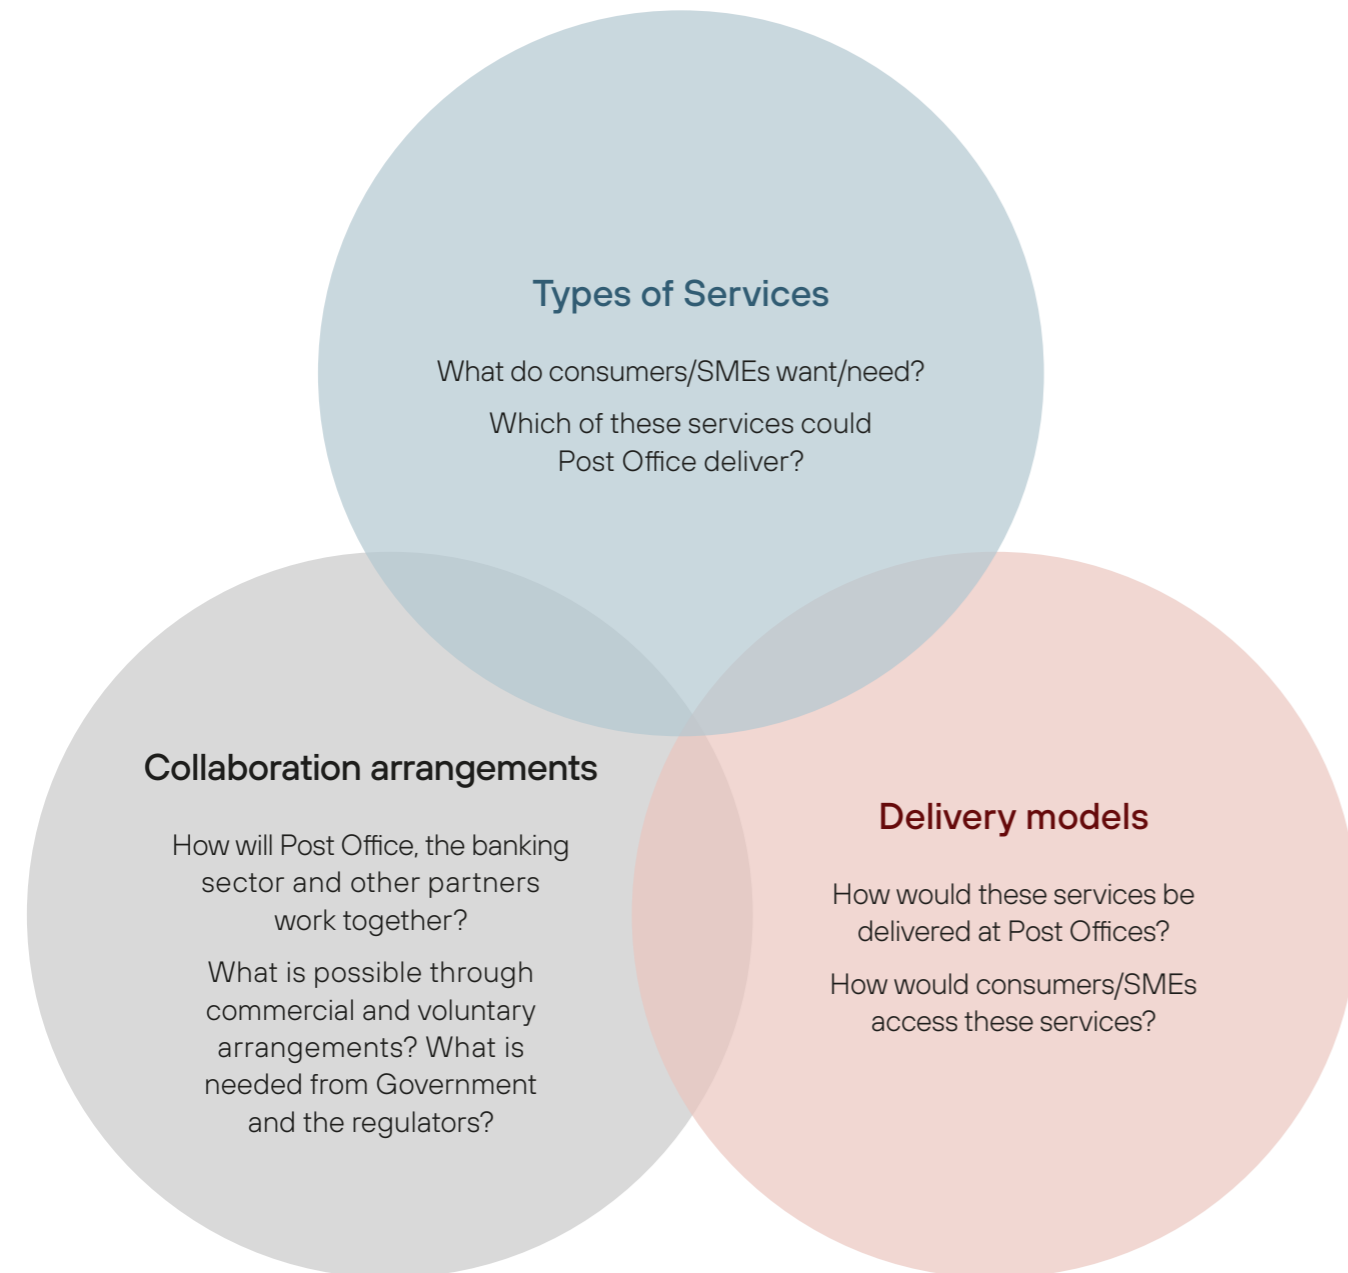 Types of Services
What do consumers/SMEs want/need?
Which of these services could
Post Office deliver?
Collaboration arrangements
How will Post Office, the banking
sector and other partners
work together?
What is possible through
commercial and voluntary
arrangements? What is
needed from Government
and the regulators?
Delivery models
How would these services be
delivered at Post Offices?
How would consumers/SMEs
access these services?